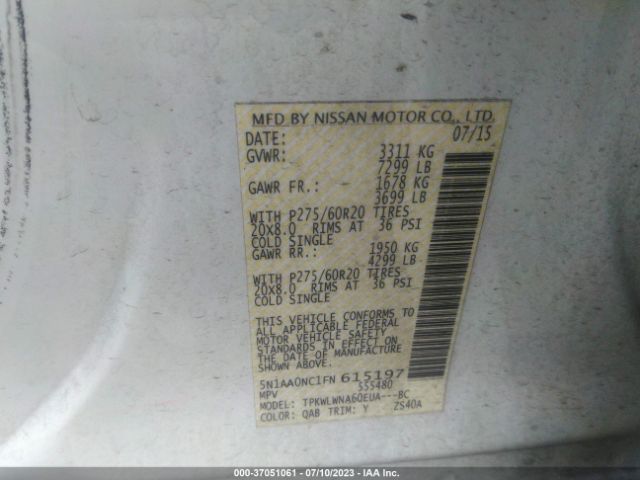 MFD BY NISSAN MOTOR CO., LTD.
DATE: 07/15
GVWR: 3311 KG
7299 LB
GAWR FR.: 1678 KG
3699 LB
WITH P275/60R20 TIRES
20X8.0 RIMS AT 36 PSI
COLD SINGLE
GAWR RR.: 1950 KG
4299 LB
WITH P275/60R20 TIRES
20X8.0 RIMS AT 36 PSI
COLD SINGLE
THIS VEHICLE CONFORMS TO
ALL APPLICABLE FEDERAL
MOTOR VEHICLE SAFETY
STANDARDS IN EFFECT ON
THE DATE OF MANUFACTURE
SHOWN ABOVE.
5N1AA0NC1FN 615197
MPV S55480
MODEL: TPKWLWNA60EUA---BC
COLOR: QAB TRIM: Y ZS40A
000-37051061 - 07/10/2023 - IAA Inc.